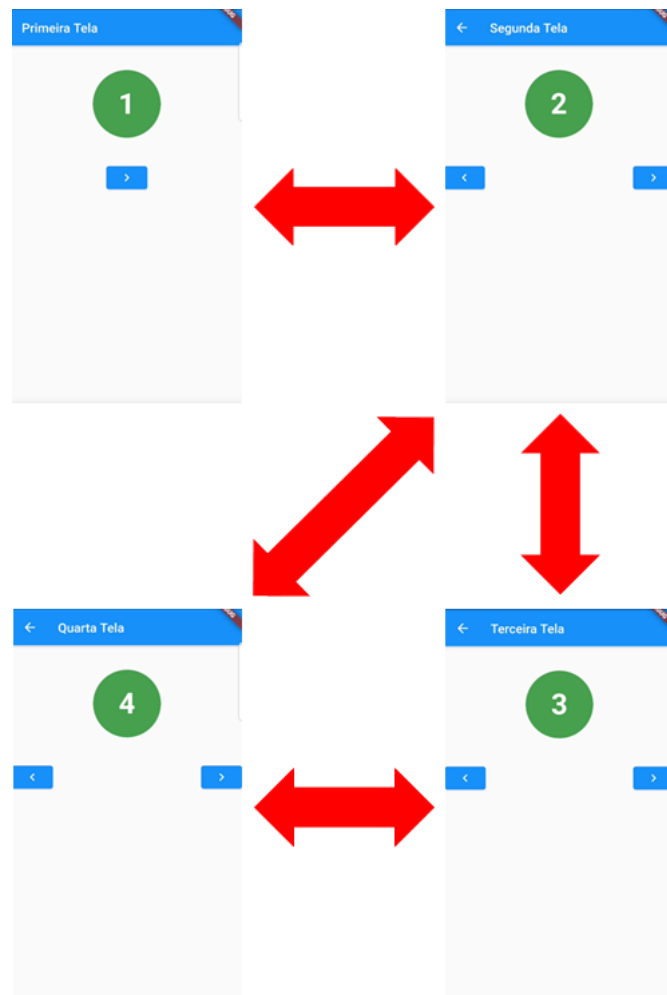 Primeira Tela
1
>
← Segunda Tela
2
< >
← Quarta Tela
4
< >
← Terceira Tela
3
< >